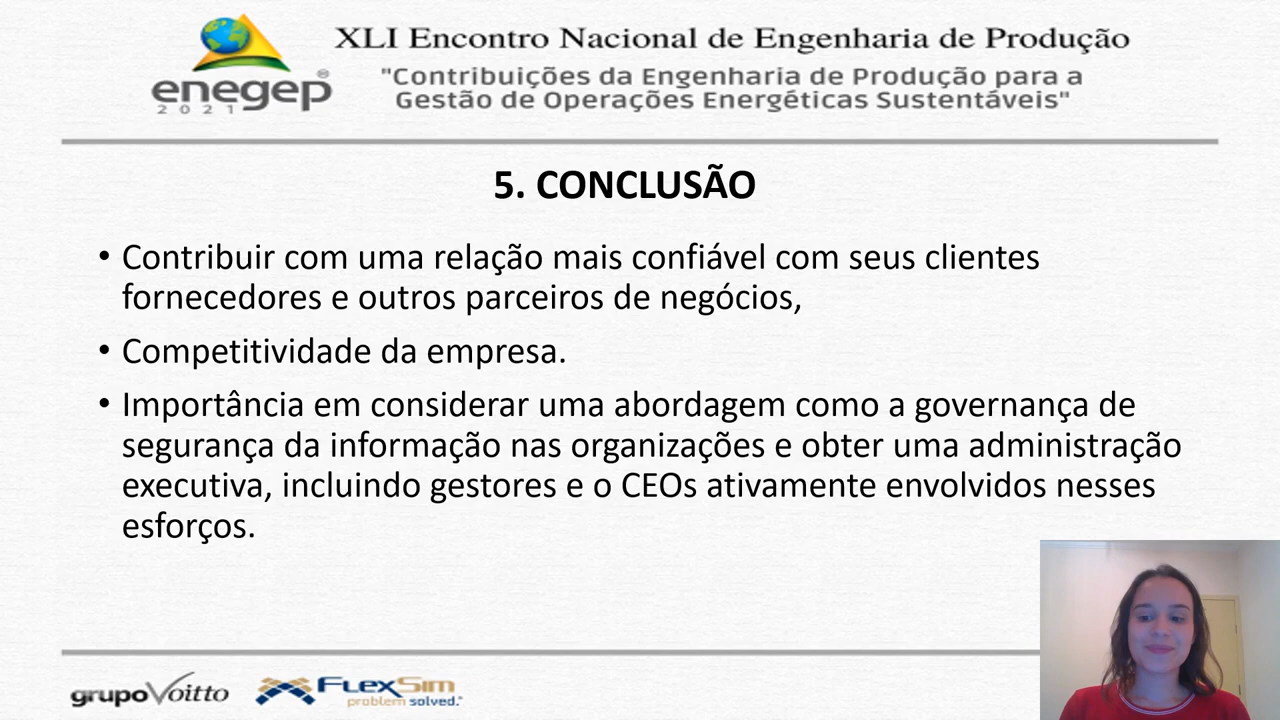 XLI Encontro Nacional de Engenharia de Produção
"Contribuições da Engenharia de Produção para a
Gestão de Operações Energéticas Sustentáveis"
enegep®
2021
5. CONCLUSÃO
• Contribuir com uma relação mais confiável com seus clientes
fornecedores e outros parceiros de negócios,
• Competitividade da empresa.
• Importância em considerar uma abordagem como a governança de
segurança da informação nas organizações e obter uma administração
executiva, incluindo gestores e o CEOs ativamente envolvidos nesses
esforços.
grupoVoitto
FlexSim
problem solved.®